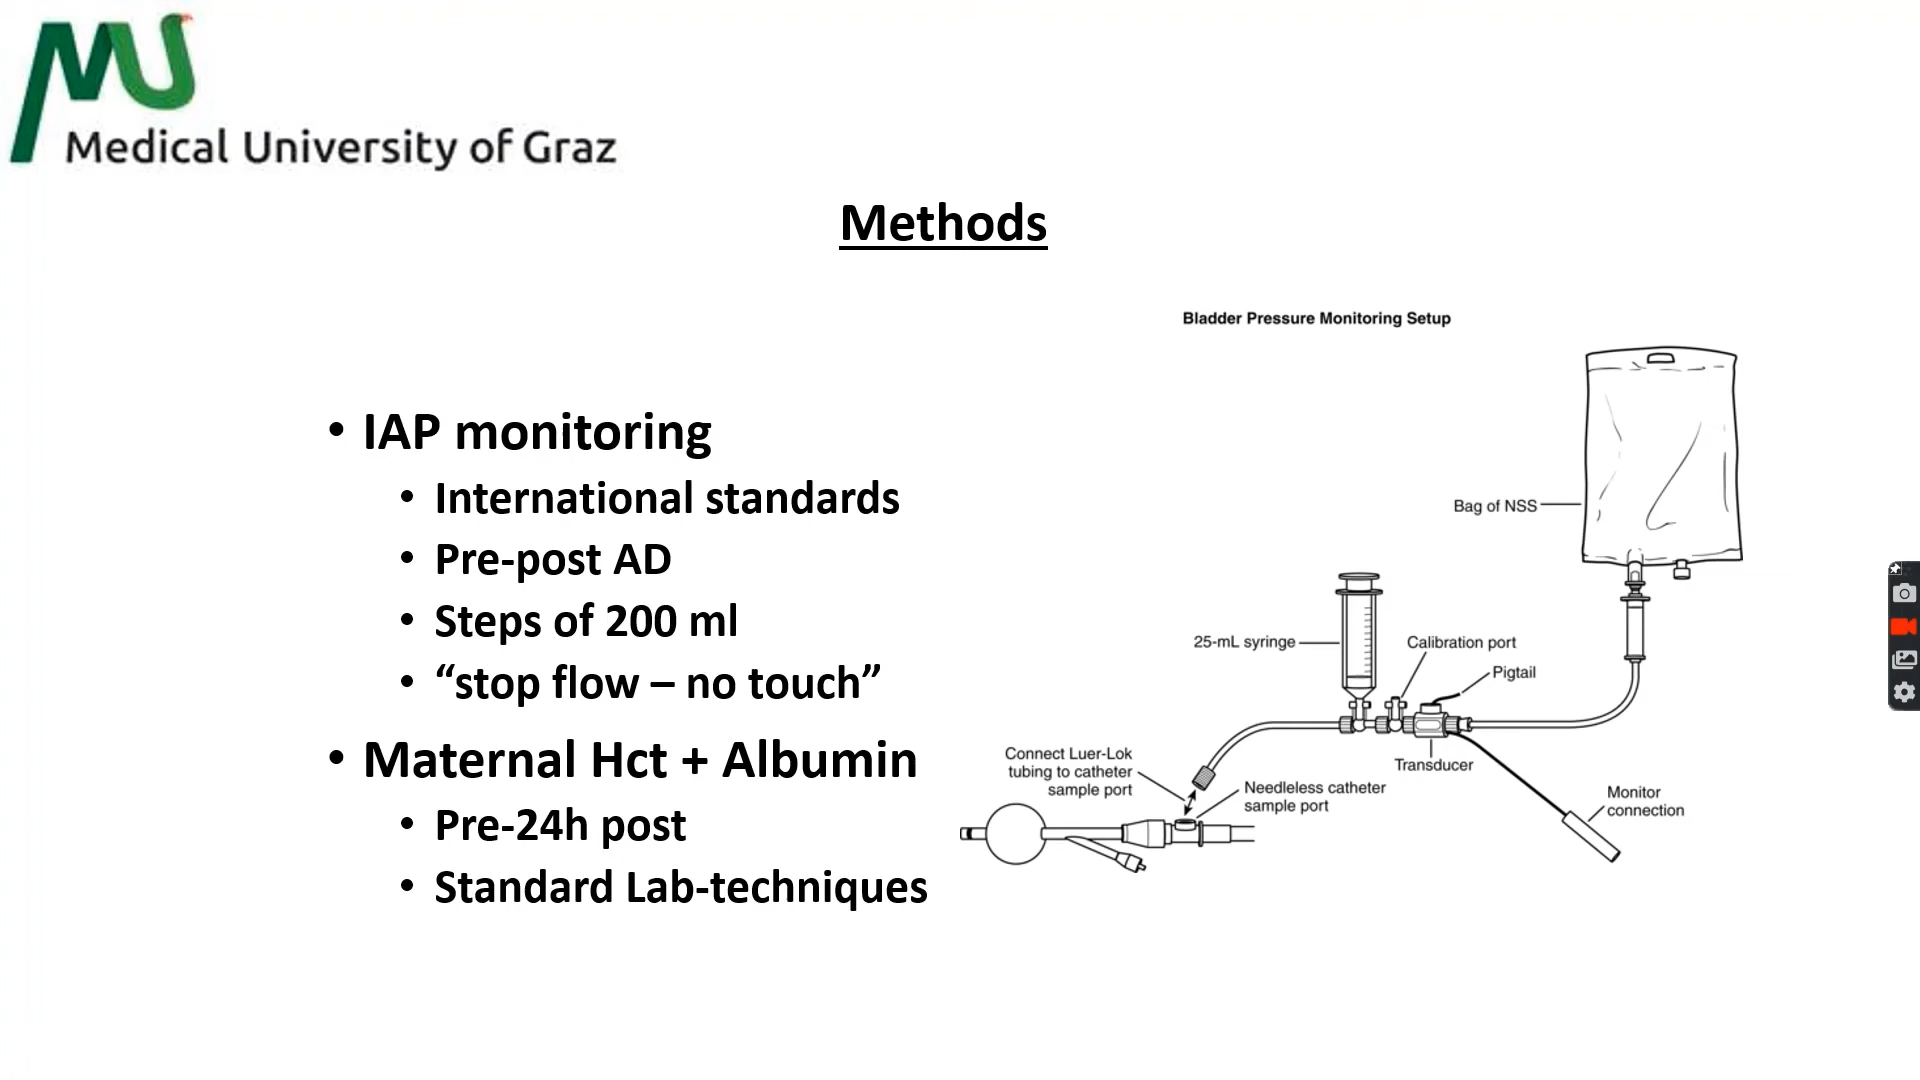 Medical University of Graz
Methods
• IAP monitoring
• International standards
• Pre-post AD
• Steps of 200 ml
• “stop flow – no touch”
• Maternal Hct + Albumin
• Pre-24h post
• Standard Lab-techniques
Bladder Pressure Monitoring Setup
Bag of NSS
25-mL syringe
Calibration port
Pigtail
Transducer
Connect Luer-Lok
tubing to catheter
sample port
Needleless catheter
sample port
Monitor
connection